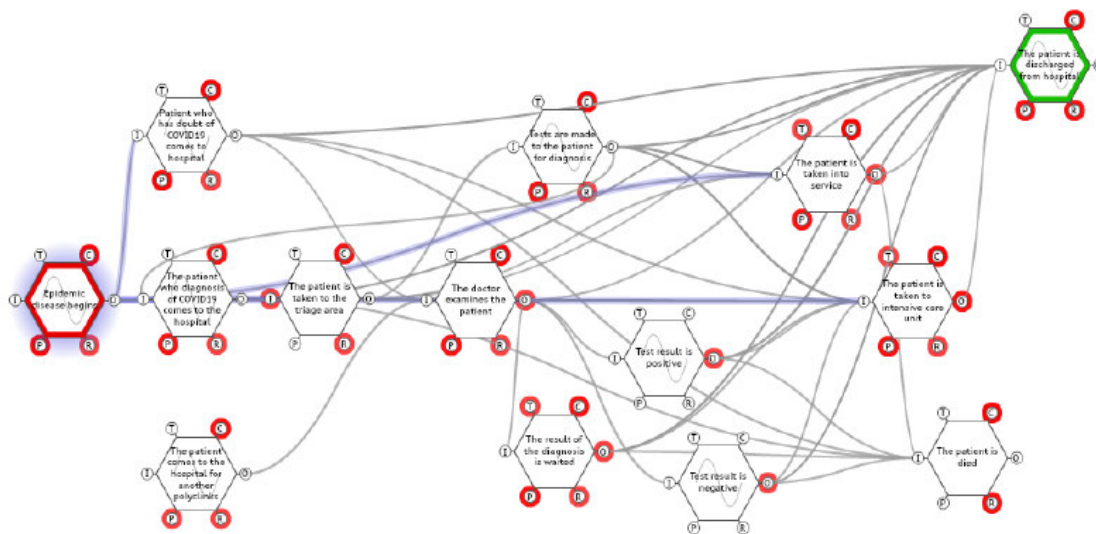 The patient is
discharged
from hospital
Patient who
has doubt of
COVID19
comes to
hospital
Tests are made
to the patient
for diagnosis
The patient is
taken into
service
Epidemic
disease begins
The patient
who diagnosis
of COVID19
comes to the
hospital
The patient is
taken to the
triage area
The doctor
examines the
patient
The patient is
taken to
intensive care
unit
Test result is
positive
The patient
comes to the
hospital for
another
polyclinic
The result of
the diagnosis
is waited
Test result is
negative
The patient is
died
T
C
I
O
P
R